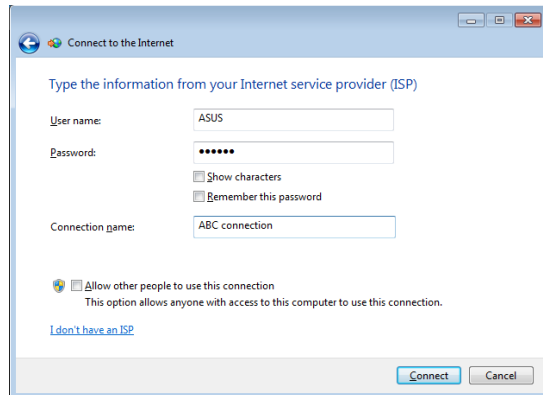 Connect to the Internet
Type the information from your Internet service provider (ISP)
User name: ASUS
Password: ••••••
Show characters
Remember this password
Connection name: ABC connection
Allow other people to use this connection
This option allows anyone with access to this computer to use this connection.
I don't have an ISP
Connect Cancel